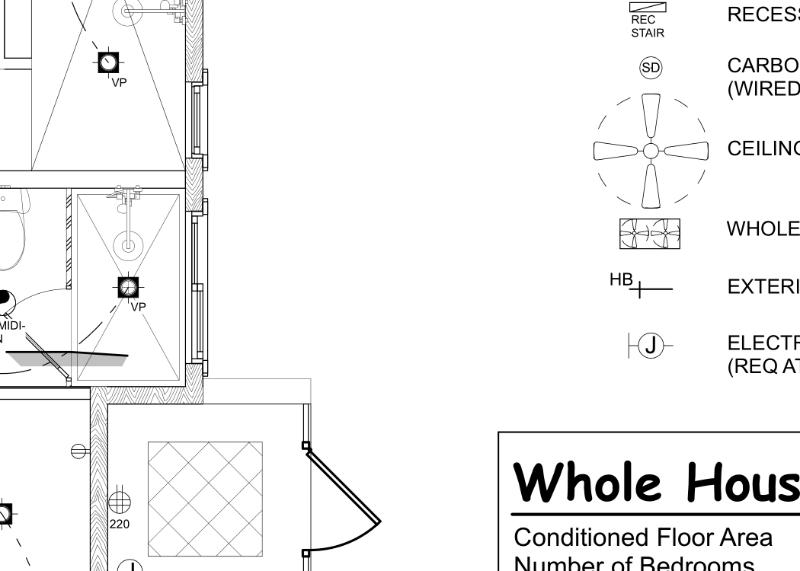 VP
VP
MIDI-
220
REC
STAIR
RECESS
SD
CARBO
(WIRED
CEILING
WHOLE
HB
EXTERI
J
ELECTR
(REQ AT
Whole Hous
Conditioned Floor Area
Number of Bedrooms